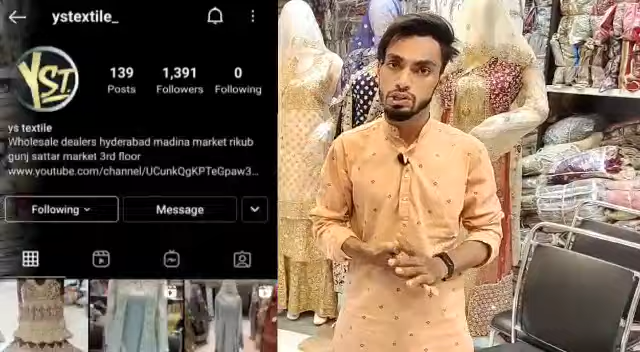 ystextile_
YST.
139
1,391
0
Posts
Followers
Following
ys textile
Wholesale dealers hyderabad madina market rikub
gunj sattar market 3rd floor
www.youtube.com/channel/UCunkQgKPTeGpaw3...
Following
Message